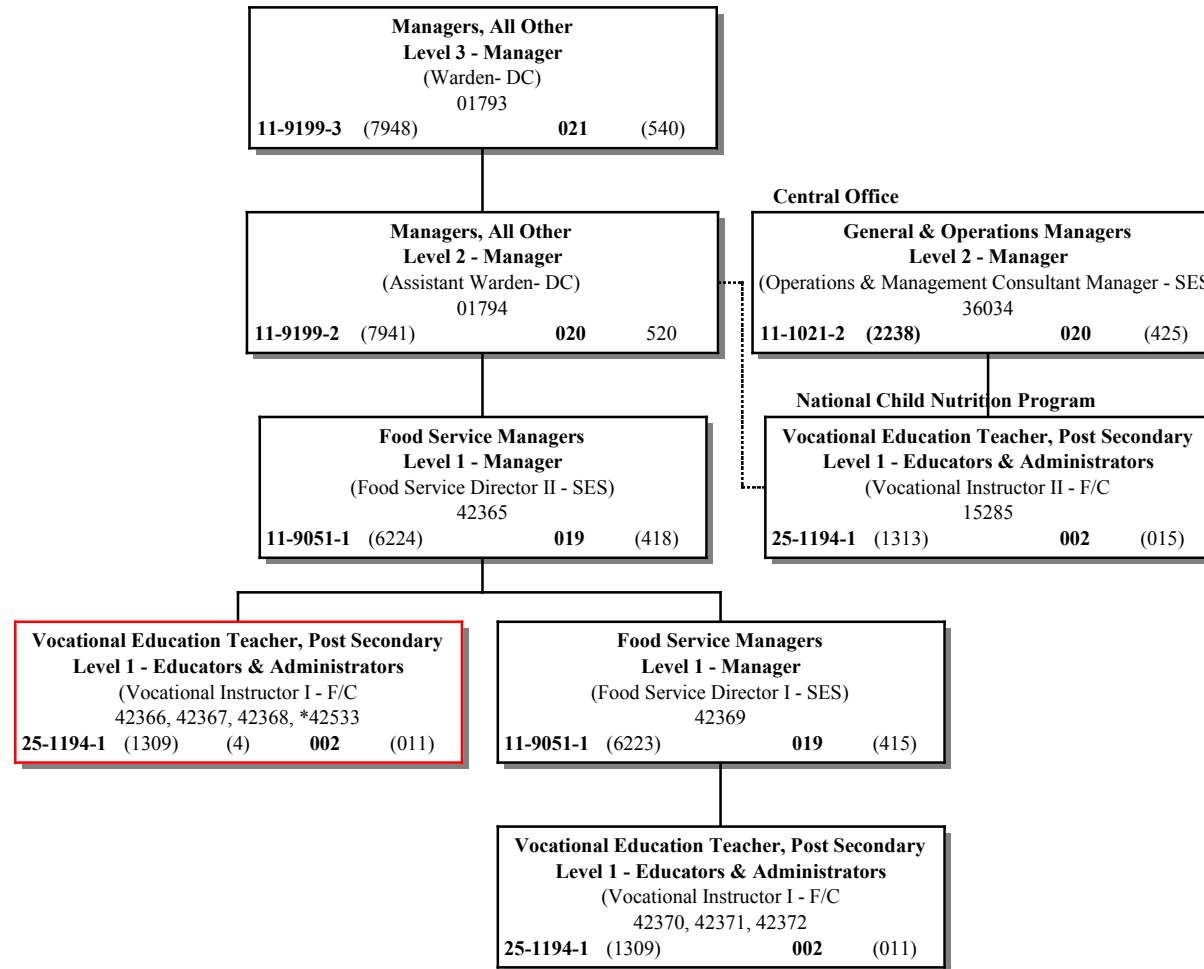 Managers, All Other
Level 3 - Manager
(Warden- DC)
01793
11-9199-3 (7948) 021 (540)
Managers, All Other
Level 2 - Manager
(Assistant Warden- DC)
01794
11-9199-2 (7941) 020 520
Central Office
General & Operations Managers
Level 2 - Manager
(Operations & Management Consultant Manager - SES
36034
11-1021-2 (2238) 020 (425)
Food Service Managers
Level 1 - Manager
(Food Service Director II - SES)
42365
11-9051-1 (6224) 019 (418)
National Child Nutrition Program
Vocational Education Teacher, Post Secondary
Level 1 - Educators & Administrators
(Vocational Instructor II - F/C
15285
25-1194-1 (1313) 002 (015)
Vocational Education Teacher, Post Secondary
Level 1 - Educators & Administrators
(Vocational Instructor I - F/C
42366, 42367, 42368, *42533
25-1194-1 (1309) (4) 002 (011)
Food Service Managers
Level 1 - Manager
(Food Service Director I - SES)
42369
11-9051-1 (6223) 019 (415)
Vocational Education Teacher, Post Secondary
Level 1 - Educators & Administrators
(Vocational Instructor I - F/C
42370, 42371, 42372
25-1194-1 (1309) 002 (011)